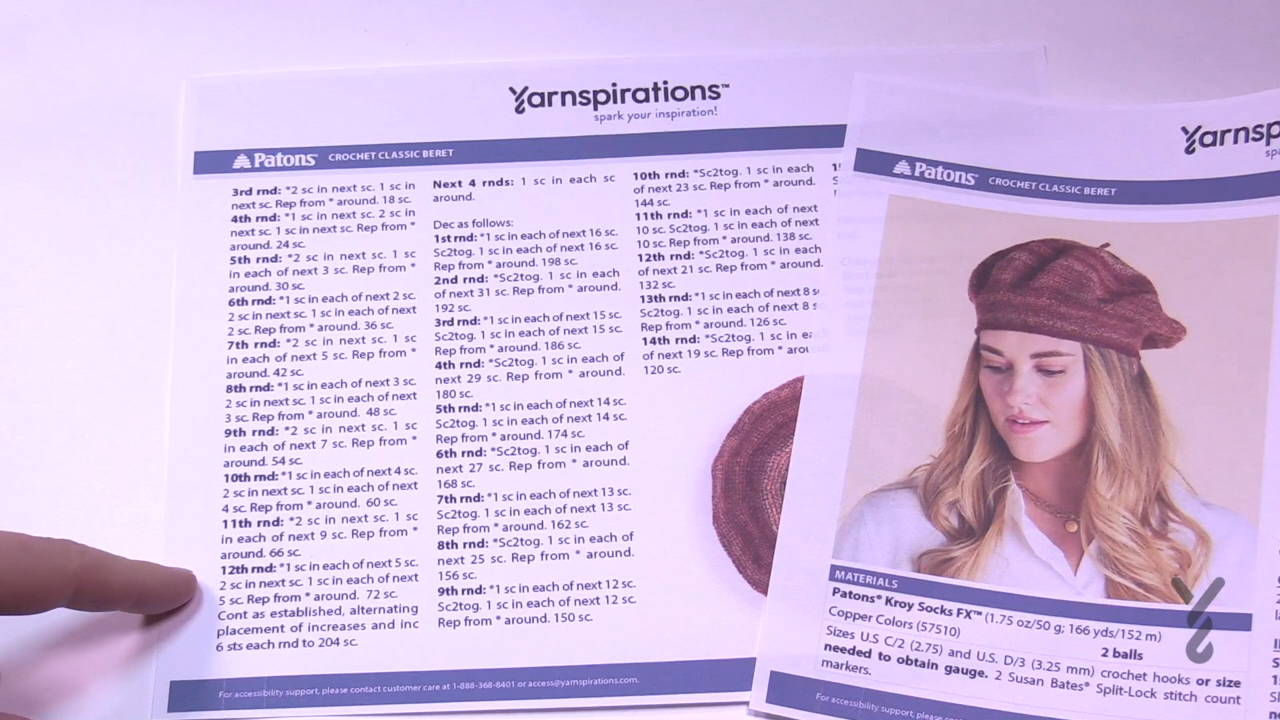 Yarnspirations™
spark your inspiration!
Patons® CROCHET CLASSIC BERET
3rd rnd: *2 sc in next sc. 1 sc in
next sc. Rep from * around. 18 sc.
4th rnd: *1 sc in next sc. 2 sc in
next sc. 1 sc in next sc. Rep from *
around. 24 sc.
5th rnd: *2 sc in next sc. 1 sc
in each of next 3 sc. Rep from *
around. 30 sc.
6th rnd: *1 sc in each of next 2 sc.
2 sc in next sc. 1 sc in each of next
2 sc. Rep from * around. 36 sc.
7th rnd: *2 sc in next sc. 1 sc
in each of next 5 sc. Rep from *
around. 42 sc.
8th rnd: *1 sc in each of next 3 sc.
2 sc in next sc. 1 sc in each of next
3 sc. Rep from * around. 48 sc.
9th rnd: *2 sc in next sc. 1 sc
in each of next 7 sc. Rep from *
around. 54 sc.
10th rnd: *1 sc in each of next 4 sc.
2 sc in next sc. 1 sc in each of next
4 sc. Rep from * around. 60 sc.
11th rnd: *2 sc in next sc. 1 sc
in each of next 9 sc. Rep from *
around. 66 sc.
12th rnd: *1 sc in each of next 5 sc.
2 sc in next sc. 1 sc in each of next
5 sc. Rep from * around. 72 sc.
Cont as established, alternating
placement of increases and inc
6 sts each rnd to 204 sc.
Next 4 rnds: 1 sc in each sc
around.
Dec as follows:
1st rnd: *1 sc in each of next 16 sc.
Sc2tog. 1 sc in each of next 16 sc.
Rep from * around. 198 sc.
2nd rnd: *Sc2tog. 1 sc in each
of next 31 sc. Rep from * around.
192 sc.
3rd rnd: *1 sc in each of next 15 sc.
Sc2tog. 1 sc in each of next 15 sc.
Rep from * around. 186 sc.
4th rnd: *Sc2tog. 1 sc in each of
next 29 sc. Rep from * around.
180 sc.
5th rnd: *1 sc in each of next 14 sc.
Sc2tog. 1 sc in each of next 14 sc.
Rep from * around. 174 sc.
6th rnd: *Sc2tog. 1 sc in each of
next 27 sc. Rep from * around.
168 sc.
7th rnd: *1 sc in each of next 13 sc.
Sc2tog. 1 sc in each of next 13 sc.
Rep from * around. 162 sc.
8th rnd: *Sc2tog. 1 sc in each of
next 25 sc. Rep from * around.
156 sc.
9th rnd: *1 sc in each of next 12 sc.
Sc2tog. 1 sc in each of next 12 sc.
Rep from * around. 150 sc.
10th rnd: *Sc2tog. 1 sc in each
of next 23 sc. Rep from * around.
144 sc.
11th rnd: *1 sc in each of next
10 sc. Sc2tog. 1 sc in each of next
10 sc. Rep from * around. 138 sc.
12th rnd: *Sc2tog. 1 sc in each
of next 21 sc. Rep from * around.
132 sc.
13th rnd: *1 sc in each of next 8 sc
Sc2tog. 1 sc in each of next 8 s
Rep from * around. 126 sc.
14th rnd: *Sc2tog. 1 sc in ea
of next 19 sc. Rep from * arou
120 sc.
For accessibility support, please contact customer care at 1-888-368-8401 or access@yarnspirations.com.
Yarnsp
Patons® CROCHET CLASSIC BERET
MATERIALS
Patons® Kroy Socks FX™ (1.75 oz/50 g; 166 yds/152 m)
Copper Colors (57510) 2 balls
Sizes U.S C/2 (2.75) and U.S. D/3 (3.25 mm) crochet hooks or size
needed to obtain gauge. 2 Susan Bates® Split-Lock stitch count
markers.
For accessibility support, please